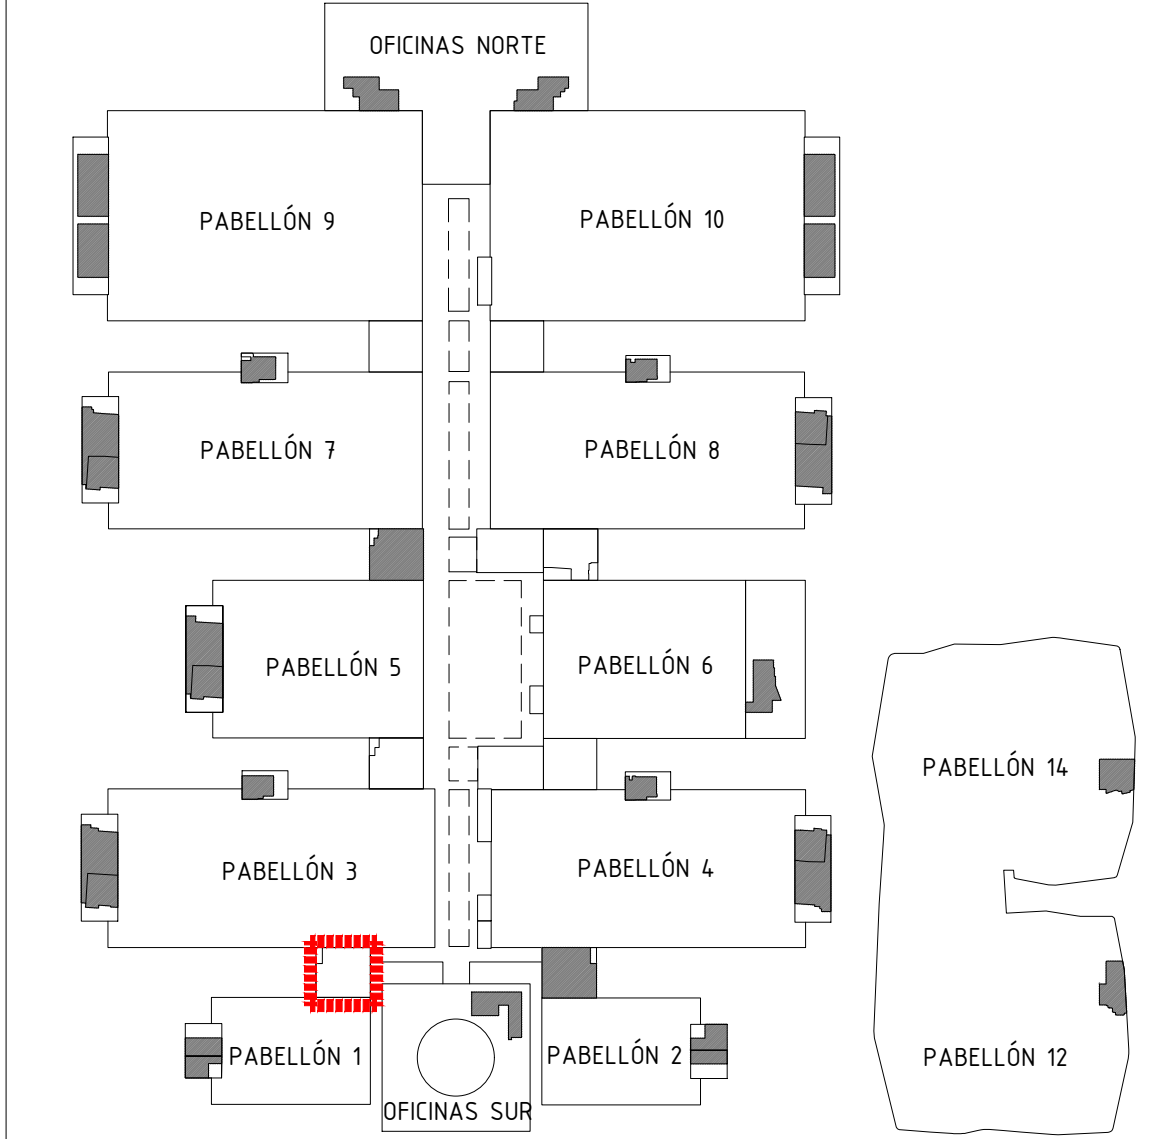 OFICINAS NORTE
PABELLÓN 9
PABELLÓN 10
PABELLÓN 7
PABELLÓN 8
PABELLÓN 5
PABELLÓN 6
PABELLÓN 14
PABELLÓN 3
PABELLÓN 4
PABELLÓN 1
PABELLÓN 2
PABELLÓN 12
OFICINAS SUR